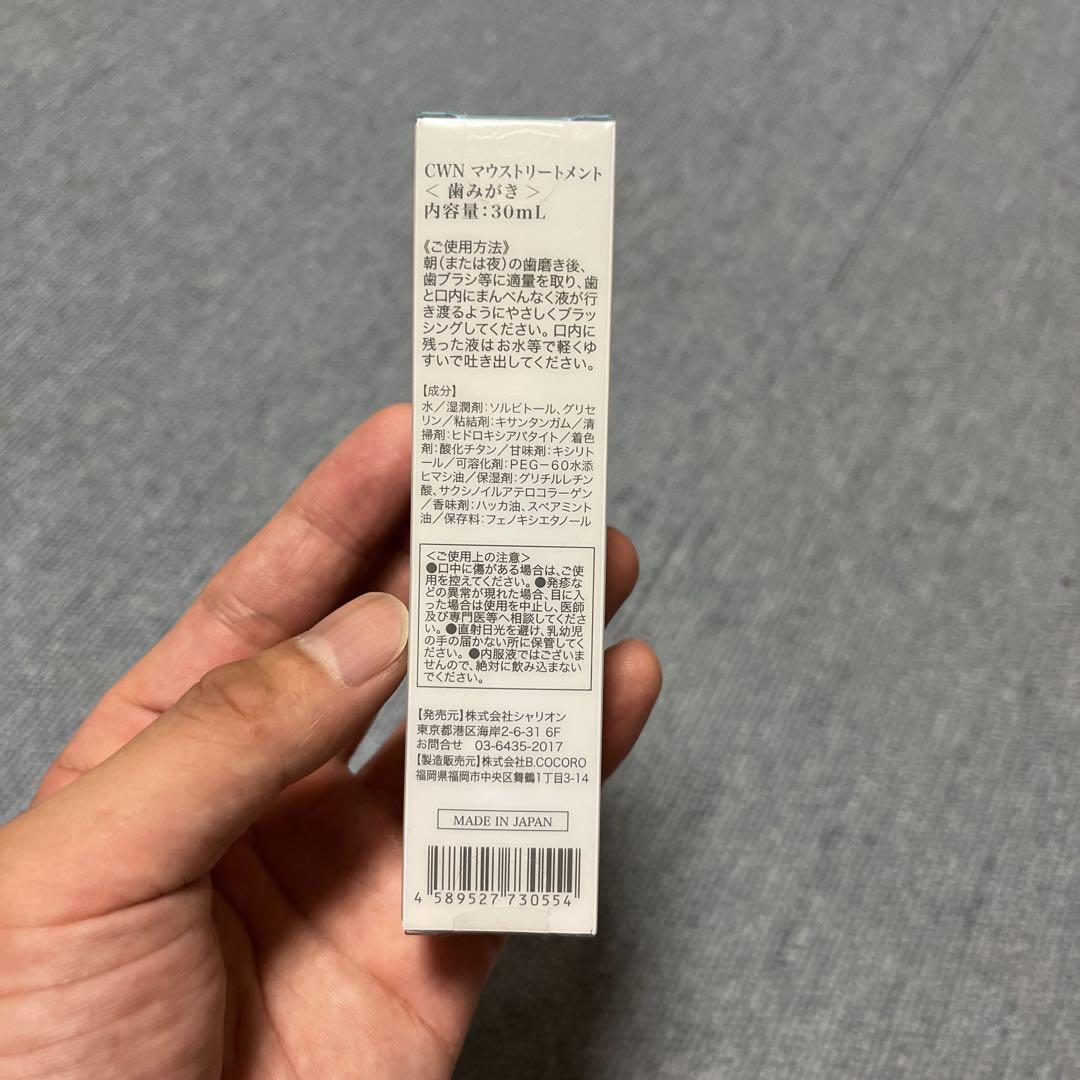 CWN マウストリートメント
＜ 歯みがき ＞
内容量：30mL
《ご使用方法》
朝（または夜）の歯磨き後、
歯ブラシ等に適量を取り、歯
と口内にまんべんなく液が行
き渡るようにやさしくブラッ
シングしてください。口内に
残った液はお水等で軽くゆ
すいで吐き出してください。
【成分】
水／湿潤剤：ソルビトール、グリセ
リン／粘結剤：キサンタンガム／清
掃剤：ヒドロキシアパタイト／着色
剤：酸化チタン／甘味剤：キシリト
ール／可溶化剤：PEG－60水添
ヒマシ油／保湿剤：グリチルレチン
酸、サクシノイルアテロコラーゲン
／香味剤：ハッカ油、スペアミント
油／保存料：フェノキシエタノール
＜ご使用上の注意＞
●口中に傷がある場合は、ご使
用を控えてください。●発疹な
どの異常が現れた場合、目に入
った場合は使用を中止し、医師
及び専門医等へ相談してくださ
い。●直射日光を避け、乳幼児
の手の届かない所に保管してく
ださい。●内服液ではございま
せんので、絶対に飲み込まない
でください。
【発売元】株式会社シャリオン
東京都港区海岸2-6-31 6F
お問合せ 03-6435-2017
【製造販売元】株式会社B.COCORO
福岡県福岡市中央区舞鶴1丁目3-14
MADE IN JAPAN
4 589527 730554